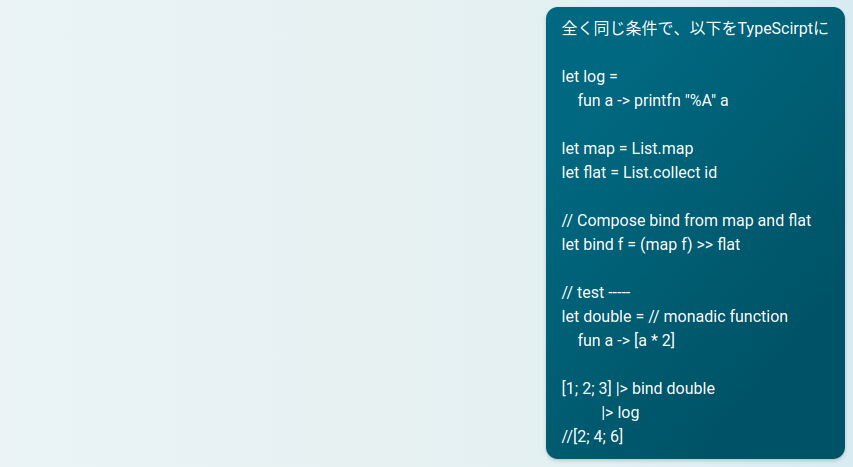 全く同じ条件で、以下をTypeScirptに
let log =
fun a -> printfn "%A" a
let map = List.map
let flat = List.collect id
// Compose bind from map and flat
let bind f = (map f) >> flat
// test -----
let double = // monadic function
fun a -> [a * 2]
[1; 2; 3] |> bind double
|> log
//[2; 4; 6]